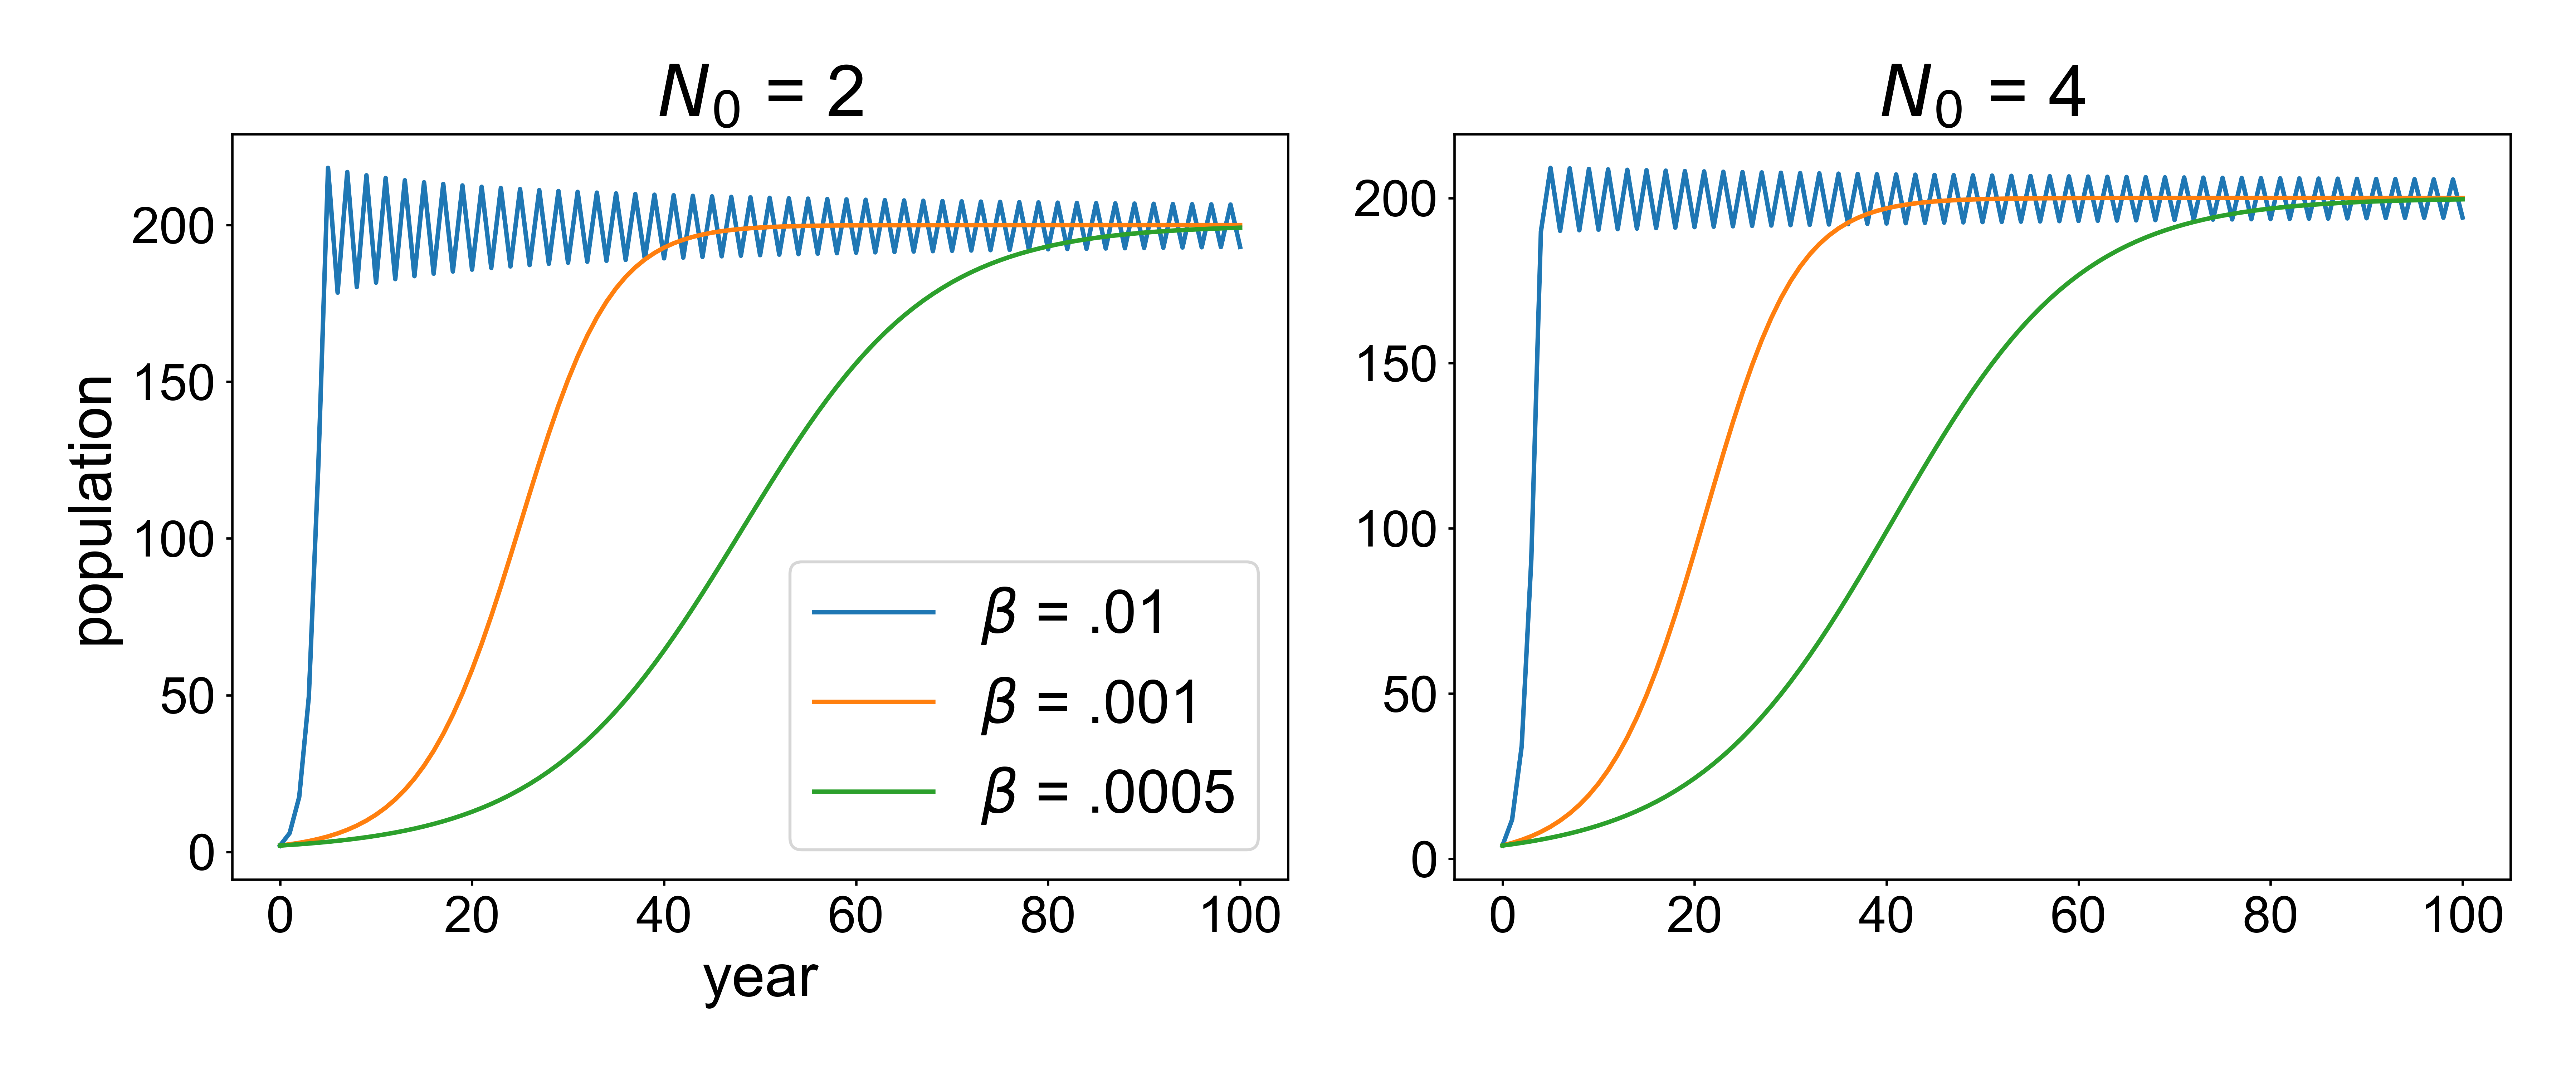 N₀ = 2
200
150
100
50
0
population
β = .01
β = .001
β = .0005
0 20 40 60 80 100
year
N₀ = 4
200
150
100
50
0
0 20 40 60 80 100